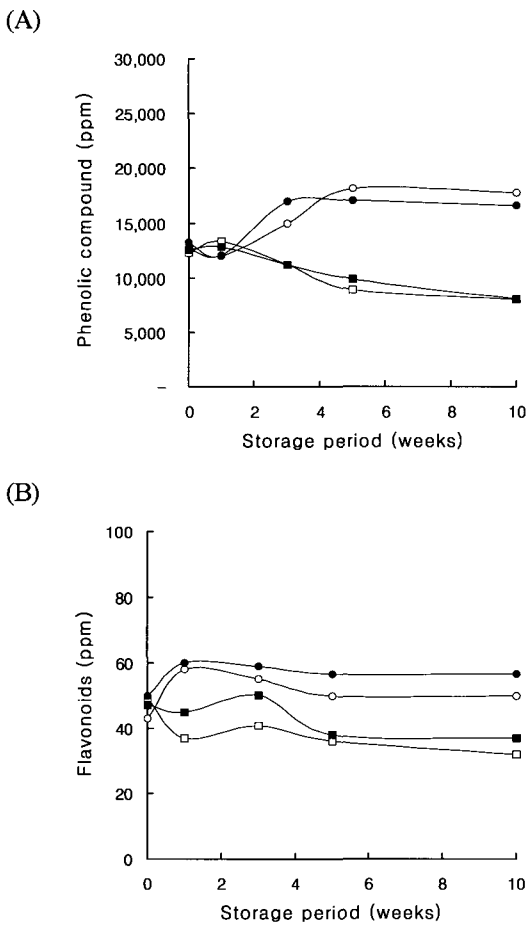 (A)
30,000
25,000
20,000
15,000
10,000
5,000
–
Phenolic compound (ppm)
0 2 4 6 8 10
Storage period (weeks)
(B)
100
80
60
40
20
0
Flavonoids (ppm)
0 2 4 6 8 10
Storage period (weeks)